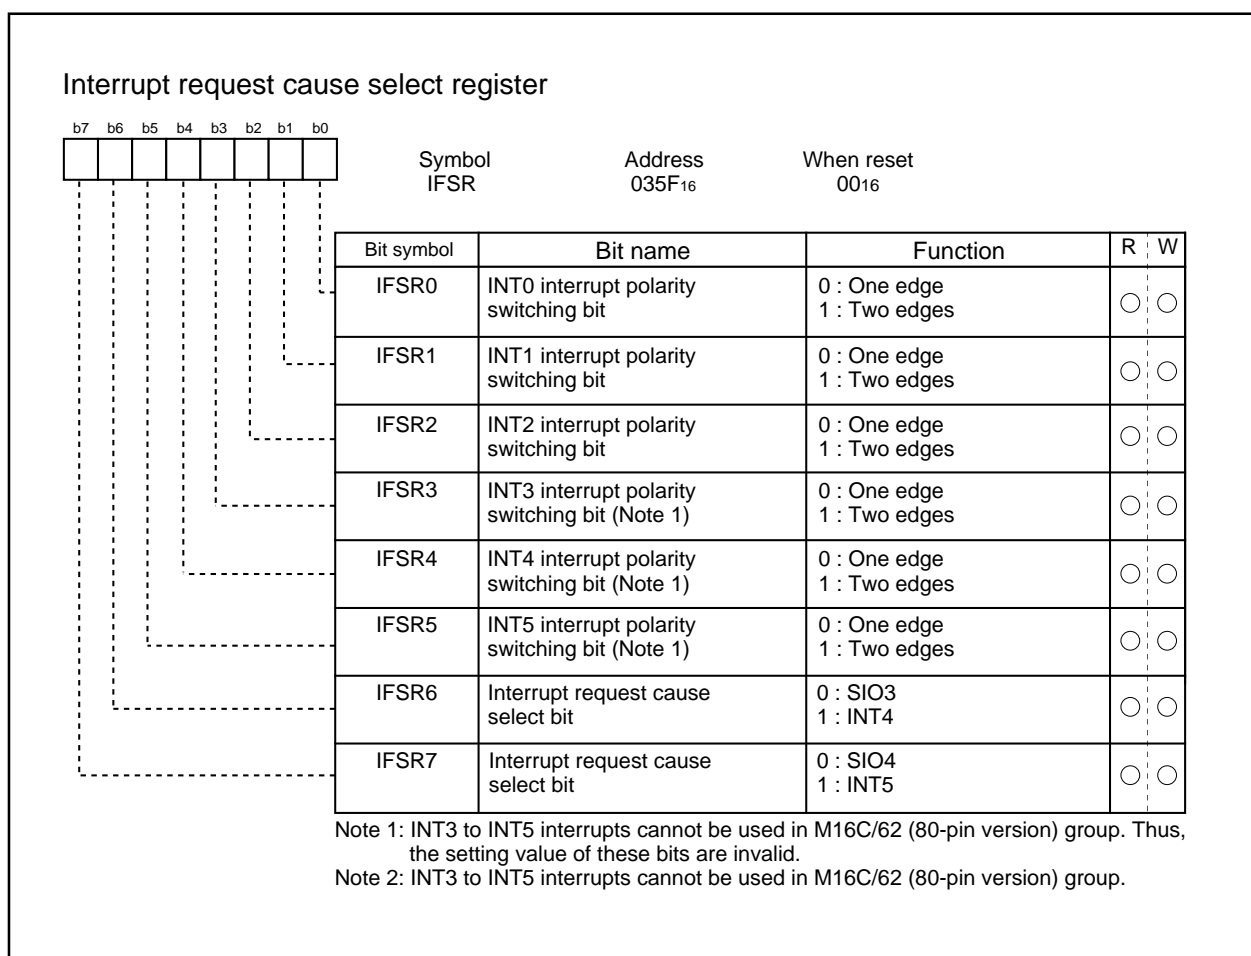 Interrupt request cause select register
b7 b6 b5 b4 b3 b2 b1 b0
Symbol Address When reset
IFSR 035F16 0016
Bit symbol Bit name Function R W
IFSR0 INT0 interrupt polarity 0 : One edge
switching bit 1 : Two edges
IFSR1 INT1 interrupt polarity 0 : One edge
switching bit 1 : Two edges
IFSR2 INT2 interrupt polarity 0 : One edge
switching bit 1 : Two edges
IFSR3 INT3 interrupt polarity 0 : One edge
switching bit (Note 1) 1 : Two edges
IFSR4 INT4 interrupt polarity 0 : One edge
switching bit (Note 1) 1 : Two edges
IFSR5 INT5 interrupt polarity 0 : One edge
switching bit (Note 1) 1 : Two edges
IFSR6 Interrupt request cause 0 : SIO3
select bit 1 : INT4
IFSR7 Interrupt request cause 0 : SIO4
select bit 1 : INT5
Note 1: INT3 to INT5 interrupts cannot be used in M16C/62 (80-pin version) group. Thus,
the setting value of these bits are invalid.
Note 2: INT3 to INT5 interrupts cannot be used in M16C/62 (80-pin version) group.